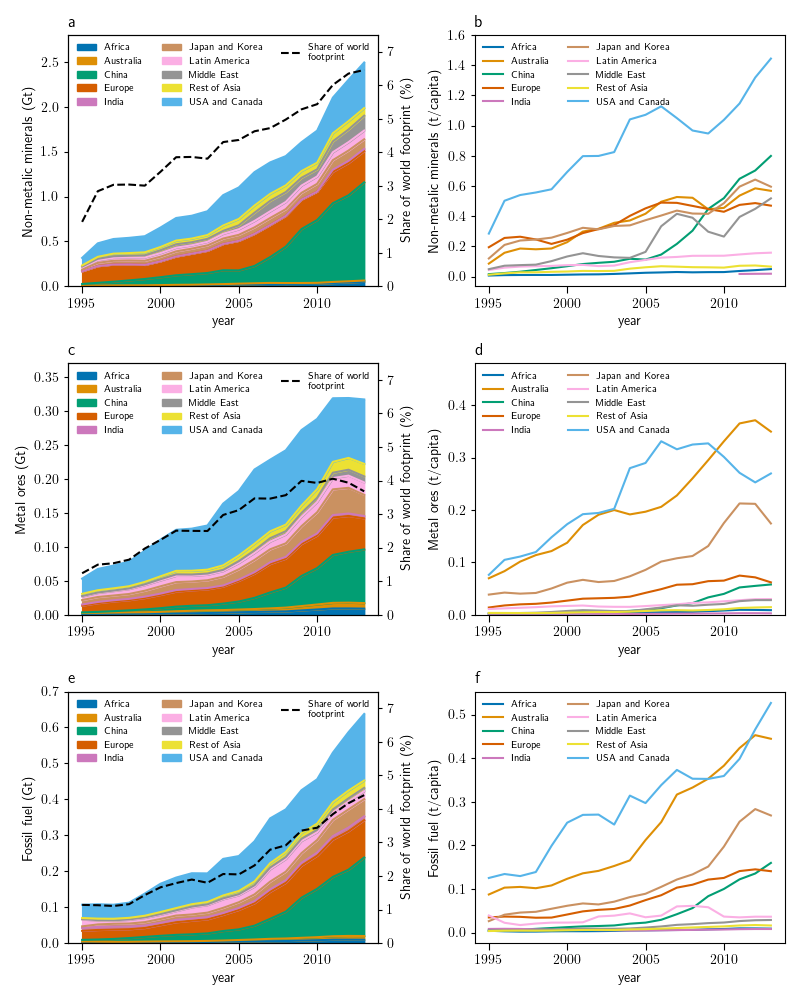 a
Non-metalic minerals (Gt)
2.5
2.0
1.5
1.0
0.5
0.0
Africa
Australia
China
Europe
India
Japan and Korea
Latin America
Middle East
Rest of Asia
USA and Canada
Share of world
footprint
7
6
5
4
3
2
1
0
Share of world footprint (%)
1995
2000
2005
2010
year
b
Non-metalic minerals (t/capita)
1.6
1.4
1.2
1.0
0.8
0.6
0.4
0.2
0.0
Africa
Australia
China
Europe
India
Japan and Korea
Latin America
Middle East
Rest of Asia
USA and Canada
1995
2000
2005
2010
year
c
Metal ores (Gt)
0.35
0.30
0.25
0.20
0.15
0.10
0.05
0.00
Africa
Australia
China
Europe
India
Japan and Korea
Latin America
Middle East
Rest of Asia
USA and Canada
Share of world
footprint
7
6
5
4
3
2
1
0
Share of world footprint (%)
1995
2000
2005
2010
year
d
Metal ores (t/capita)
0.4
0.3
0.2
0.1
0.0
Africa
Australia
China
Europe
India
Japan and Korea
Latin America
Middle East
Rest of Asia
USA and Canada
1995
2000
2005
2010
year
e
Fossil fuel (Gt)
0.7
0.6
0.5
0.4
0.3
0.2
0.1
0.0
Africa
Australia
China
Europe
India
Japan and Korea
Latin America
Middle East
Rest of Asia
USA and Canada
Share of world
footprint
7
6
5
4
3
2
1
0
Share of world footprint (%)
1995
2000
2005
2010
year
f
Fossil fuel (t/capita)
0.5
0.4
0.3
0.2
0.1
0.0
Africa
Australia
China
Europe
India
Japan and Korea
Latin America
Middle East
Rest of Asia
USA and Canada
1995
2000
2005
2010
year